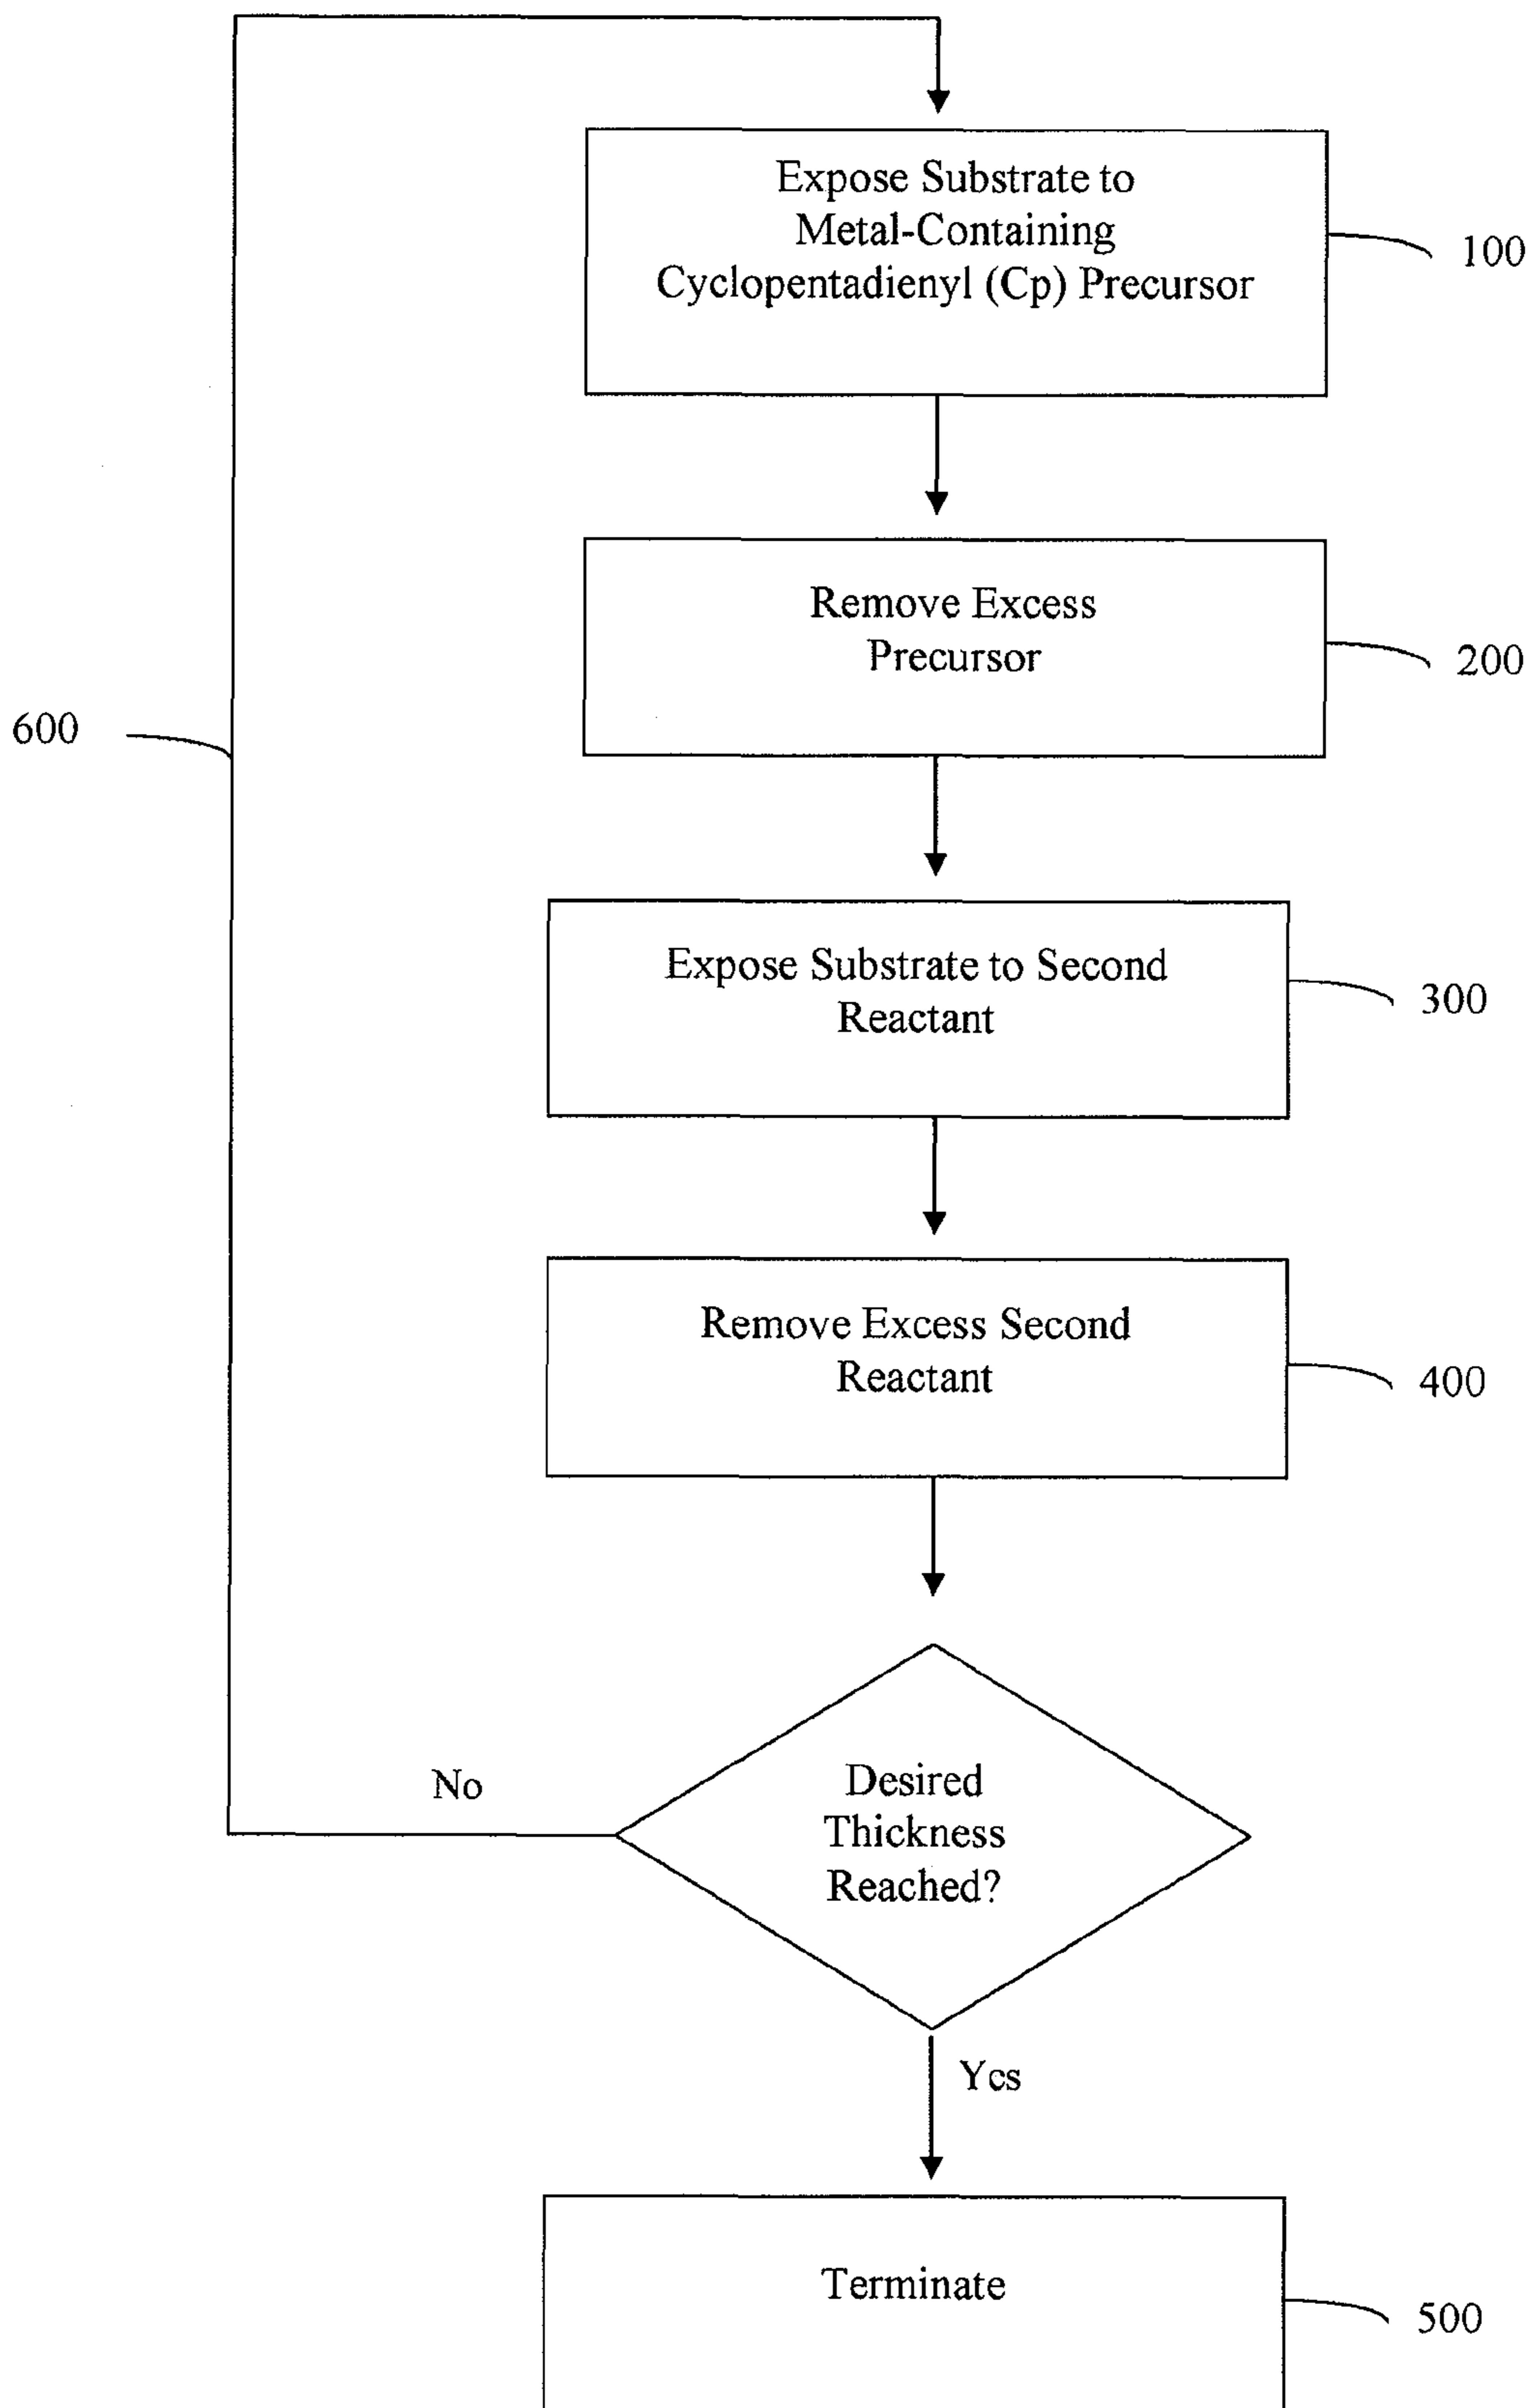 Expose Substrate to
Metal-Containing
Cyclopentadienyl (Cp) Precursor
100
Remove Excess
Precursor
200
600
Expose Substrate to Second
Reactant
300
Remove Excess Second
Reactant
400
No
Desired
Thickness
Reached?
Yes
Terminate
500